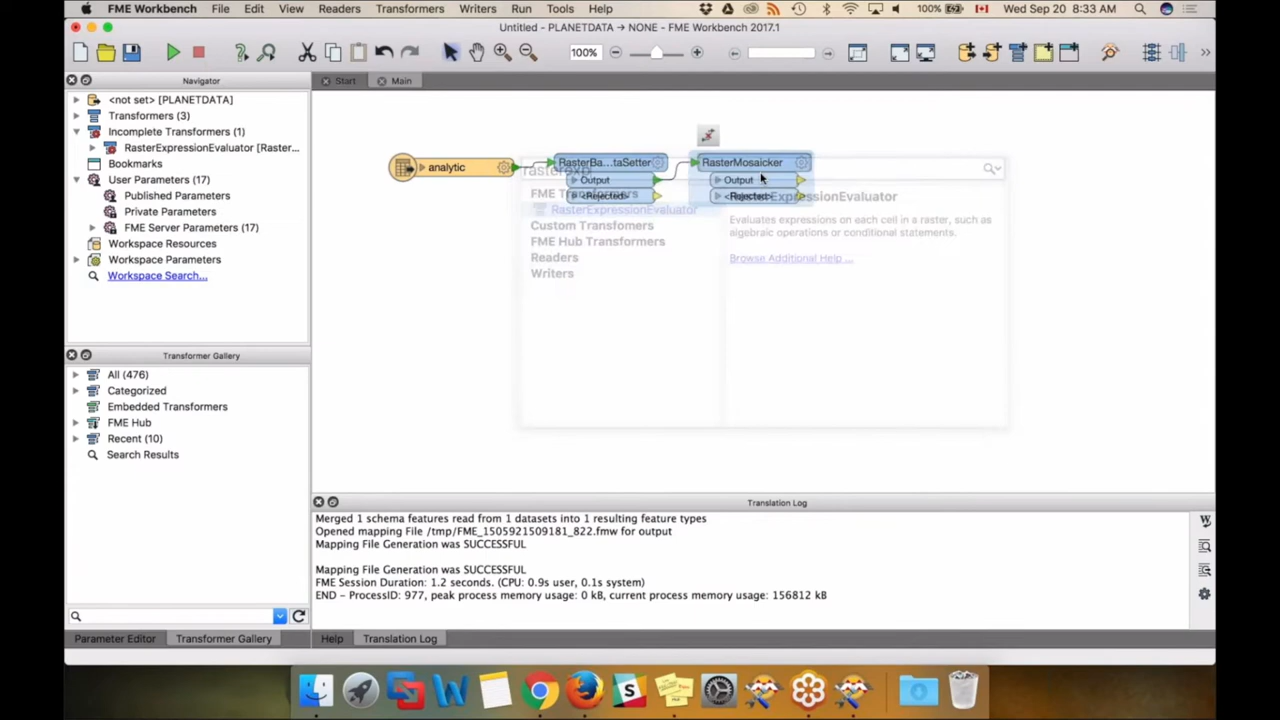 FME Workbench File Edit View Readers Transformers Writers Run Tools Help 100% Wed Sep 20 8:33 AM
Untitled - PLANETDATA → NONE - FME Workbench 2017.1
100%
Navigator
Start
Main
<not set> [PLANETDATA]
Transformers (3)
Incomplete Transformers (1)
RasterExpressionEvaluator [Raster...
Bookmarks
User Parameters (17)
Published Parameters
Private Parameters
FME Server Parameters (17)
Workspace Resources
Workspace Parameters
Workspace Search...
analytic
RasterBa...taSetter
Output
<Rejected>
RasterMosaicker
Output
<Rejected>
rasterexp
FME Transformers
RasterExpressionEvaluator
Custom Transfomers
FME Hub Transformers
Readers
Writers
Evaluates expressions on each cell in a raster, such as
algebraic operations or conditional statements.
Browse Additional Help ...
Transformer Gallery
All (476)
Categorized
Embedded Transformers
FME Hub
Recent (10)
Search Results
Parameter Editor
Transformer Gallery
Translation Log
Merged 1 schema features read from 1 datasets into 1 resulting feature types
Opened mapping File /tmp/FME_1505921509181_822.fmw for output
Mapping File Generation was SUCCESSFUL
Mapping File Generation was SUCCESSFUL
FME Session Duration: 1.2 seconds. (CPU: 0.9s user, 0.1s system)
END - ProcessID: 977, peak process memory usage: 0 kB, current process memory usage: 156812 kB
Help
Translation Log